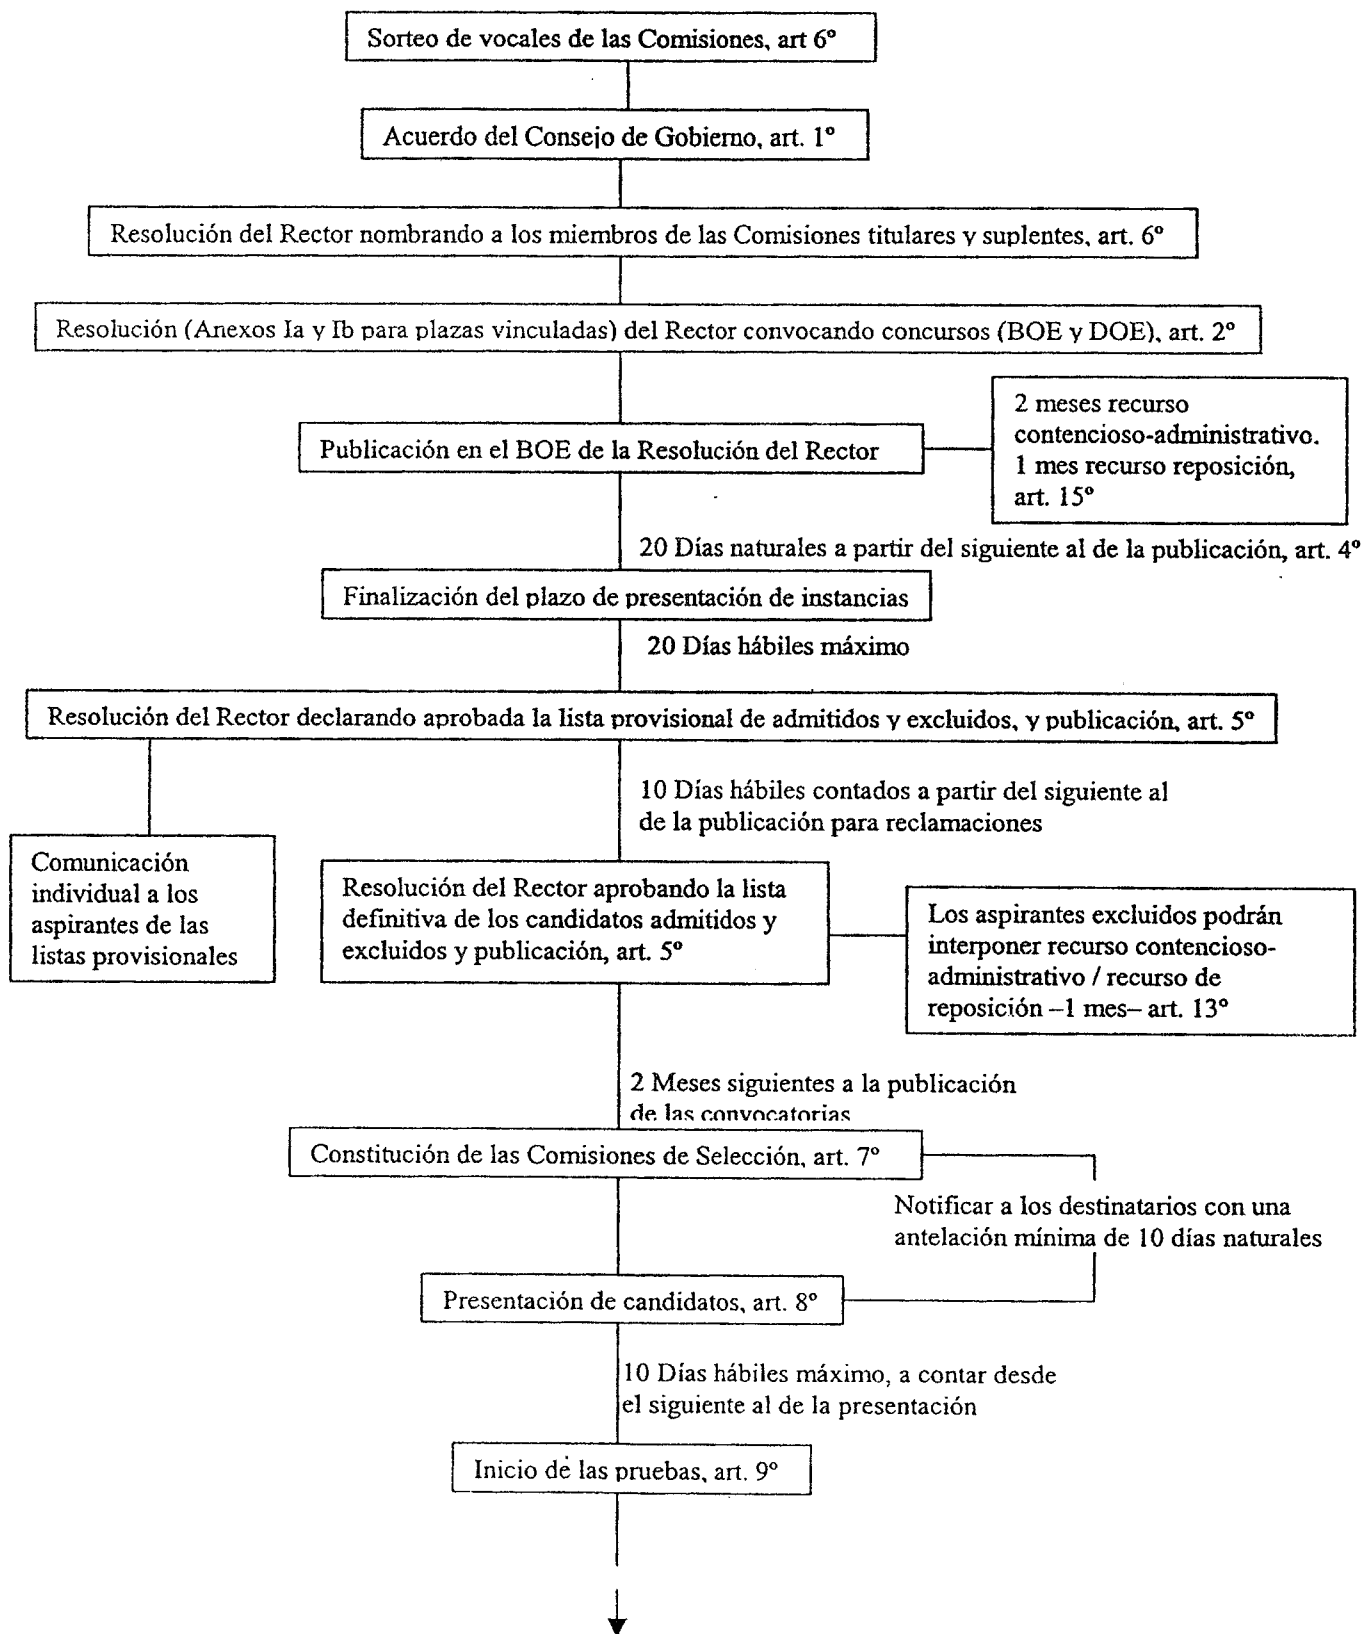 Sorteo de vocales de las Comisiones, art 6º
Acuerdo del Consejo de Gobierno, art. 1º
Resolución del Rector nombrando a los miembros de las Comisiones titulares y suplentes, art. 6º
Resolución (Anexos Ia y Ib para plazas vinculadas) del Rector convocando concursos (BOE y DOE), art. 2º
2 meses recurso
contencioso-administrativo.
1 mes recurso reposición,
art. 15º
Publicación en el BOE de la Resolución del Rector
20 Días naturales a partir del siguiente al de la publicación, art. 4º
Finalización del plazo de presentación de instancias
20 Días hábiles máximo
Resolución del Rector declarando aprobada la lista provisional de admitidos y excluidos, y publicación, art. 5º
10 Días hábiles contados a partir del siguiente al
de la publicación para reclamaciones
Comunicación
individual a los
aspirantes de las
listas provisionales
Resolución del Rector aprobando la lista
definitiva de los candidatos admitidos y
excluidos y publicación, art. 5º
Los aspirantes excluidos podrán
interponer recurso contencioso-
administrativo / recurso de
reposición –1 mes– art. 13º
2 Meses siguientes a la publicación
de las convocatorias
Constitución de las Comisiones de Selección, art. 7º
Notificar a los destinatarios con una
antelación mínima de 10 días naturales
Presentación de candidatos, art. 8º
10 Días hábiles máximo, a contar desde
el siguiente al de la presentación
Inicio de las pruebas, art. 9º